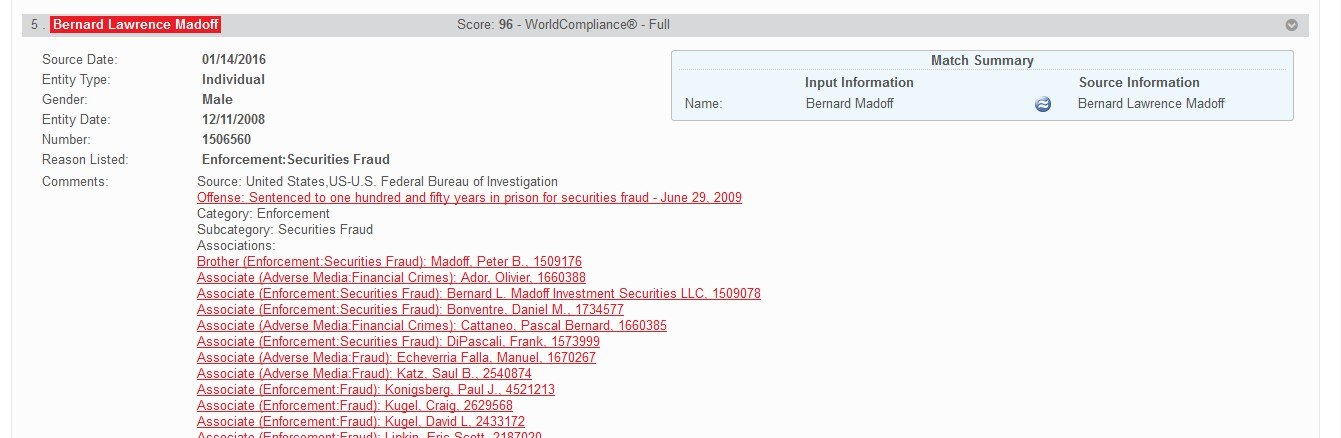 5 . Bernard Lawrence Madoff Score: 96 - WorldCompliance® - Full
Source Date: 01/14/2016
Entity Type: Individual
Gender: Male
Entity Date: 12/11/2008
Number: 1506560
Reason Listed: Enforcement:Securities Fraud
Match Summary
Input Information Source Information
Name: Bernard Madoff Bernard Lawrence Madoff
Comments: Source: United States,US-U.S. Federal Bureau of Investigation
Offense: Sentenced to one hundred and fifty years in prison for securities fraud - June 29, 2009
Category: Enforcement
Subcategory: Securities Fraud
Associations:
Brother (Enforcement:Securities Fraud): Madoff, Peter B., 1509176
Associate (Adverse Media:Financial Crimes): Ador, Olivier, 1660388
Associate (Enforcement:Securities Fraud): Bernard L. Madoff Investment Securities LLC, 1509078
Associate (Enforcement:Securities Fraud): Bonventre, Daniel M., 1734577
Associate (Adverse Media:Financial Crimes): Cattaneo, Pascal Bernard, 1660385
Associate (Enforcement:Securities Fraud): DiPascali, Frank, 1573999
Associate (Adverse Media:Fraud): Echeverria Falla, Manuel, 1670267
Associate (Adverse Media:Fraud): Katz, Saul B., 2540874
Associate (Enforcement:Fraud): Konigsberg, Paul J., 4521213
Associate (Enforcement:Fraud): Kugel, Craig, 2629568
Associate (Enforcement:Fraud): Kugel, David L, 2433172
Associate (Enforcement:Fraud): Lipkin, Eric Scott, 2187020